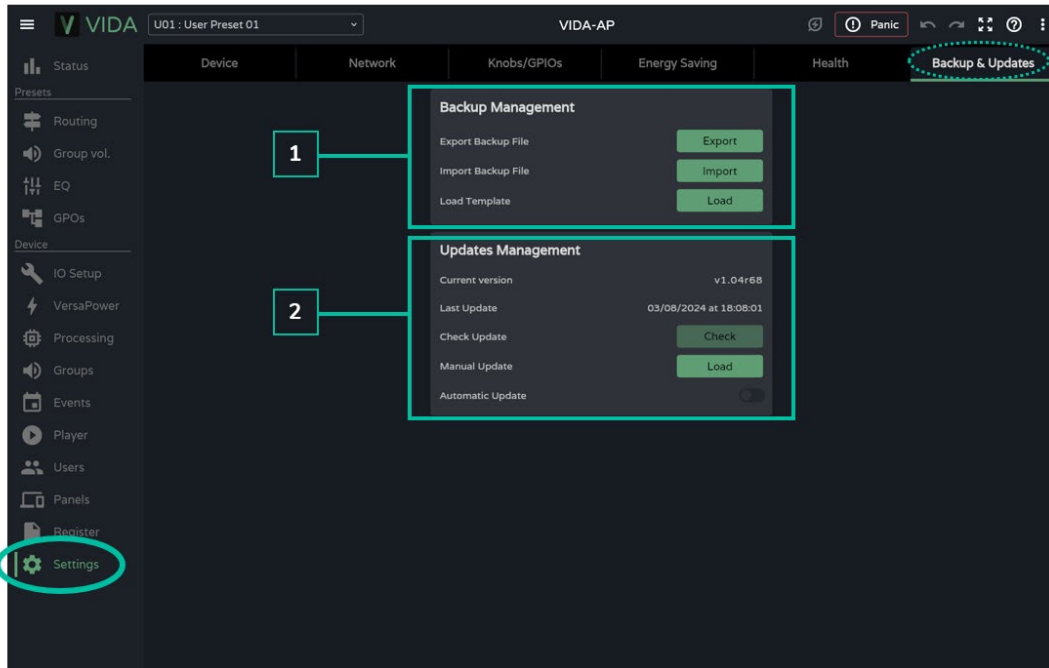 VIDA
U01 : User Preset 01
VIDA-AP
Panic
Status
Device
Network
Knobs/GPIOs
Energy Saving
Health
Backup & Updates
Presets
Routing
Group vol.
EQ
GPOs
Device
IO Setup
VersaPower
Processing
Groups
Events
Player
Users
Panels
Register
Settings
1
Backup Management
Export Backup File
Export
Import Backup File
Import
Load Template
Load
2
Updates Management
Current version
v1.04r68
Last Update
03/08/2024 at 18:08:01
Check Update
Check
Manual Update
Load
Automatic Update